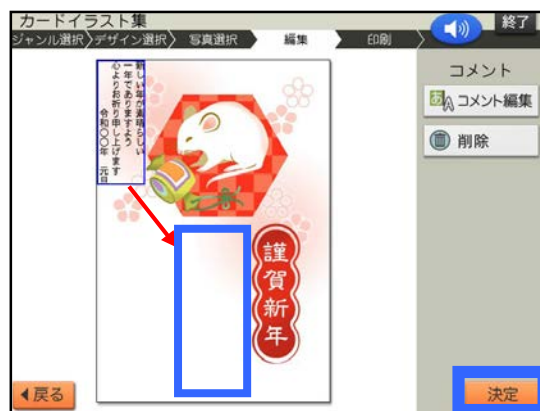 カードイラスト集
終了
ジャンル選択〉デザイン選択〉 写真選択 編集 印刷
コメント
あA コメント編集
削除
新しい年が素晴らしい
一年でありますよう
心よりお祈り申し上げます
令和〇〇年 元旦
謹賀新年
戻る
決定